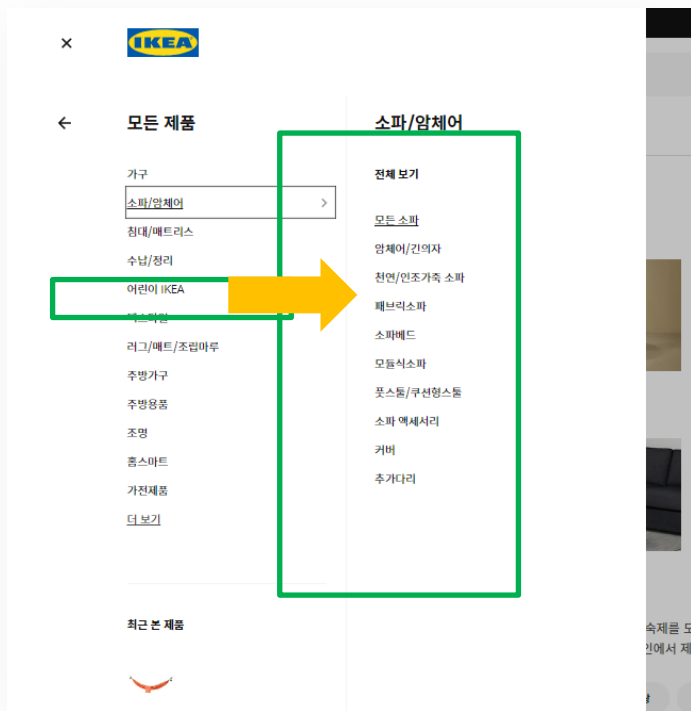 IKEA
모든 제품
가구
소파/암체어
침대/매트리스
수납/정리
어린이 IKEA
러그/매트/조립마루
주방가구
주방용품
조명
홈스마트
가전제품
더 보기
최근 본 제품
소파/암체어
전체 보기
모든 소파
암체어/긴의자
천연/인조가죽 소파
패브릭소파
소파베드
모듈식소파
풋스툴/쿠션형스툴
소파 액세서리
커버
추가다리
숙제를
인에서